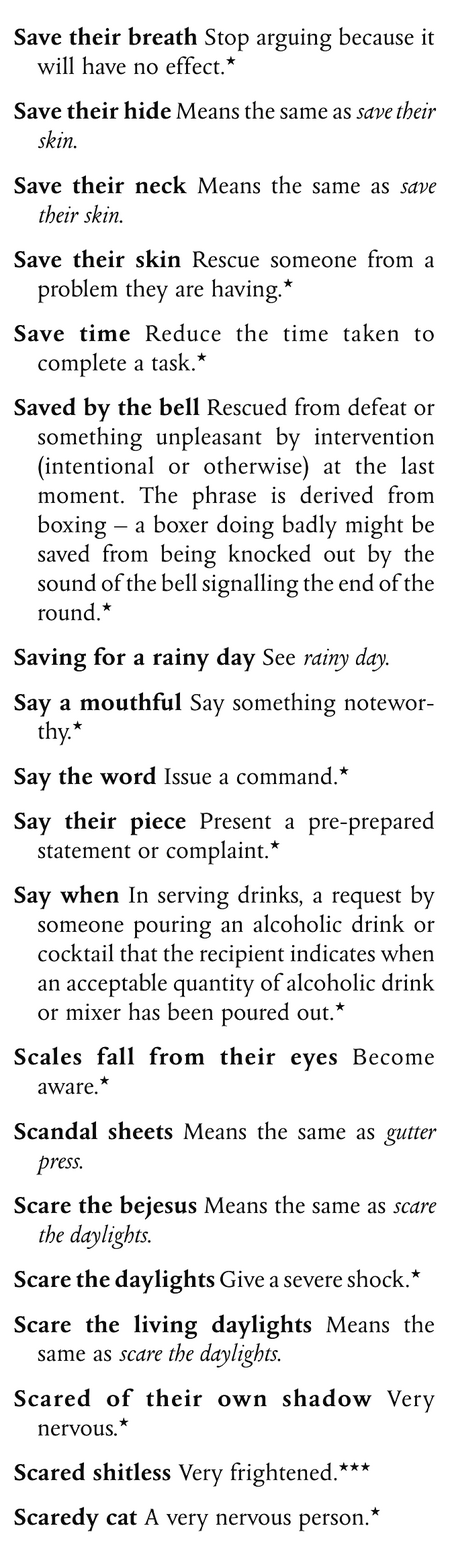 Save their breath Stop arguing because it
will have no effect.★
Save their hide Means the same as save their
skin.
Save their neck Means the same as save
their skin.
Save their skin Rescue someone from a
problem they are having.★
Save time Reduce the time taken to
complete a task.★
Saved by the bell Rescued from defeat or
something unpleasant by intervention
(intentional or otherwise) at the last
moment. The phrase is derived from
boxing – a boxer doing badly might be
saved from being knocked out by the
sound of the bell signalling the end of the
round.★
Saving for a rainy day See rainy day.
Say a mouthful Say something notewor-
thy.★
Say the word Issue a command.★
Say their piece Present a pre-prepared
statement or complaint.★
Say when In serving drinks, a request by
someone pouring an alcoholic drink or
cocktail that the recipient indicates when
an acceptable quantity of alcoholic drink
or mixer has been poured out.★
Scales fall from their eyes Become
aware.★
Scandal sheets Means the same as gutter
press.
Scare the bejesus Means the same as scare
the daylights.
Scare the daylights Give a severe shock.★
Scare the living daylights Means the
same as scare the daylights.
Scared of their own shadow Very
nervous.★
Scared shitless Very frightened.★★★
Scaredy cat A very nervous person.★